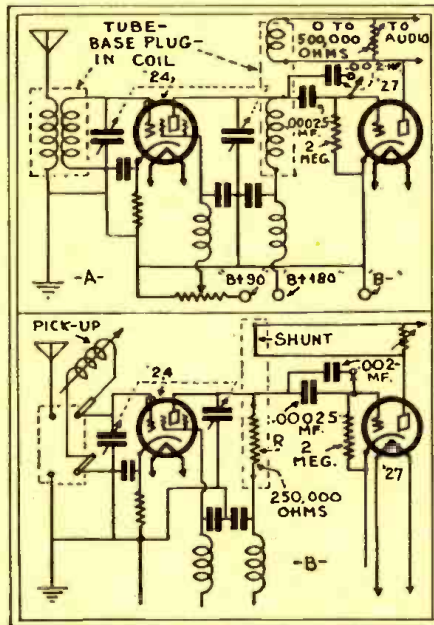 TUBE-
BASE PLUG-
IN COIL
'24
0 TO
500,000
OHMS
TO
AUDIO
.002
'27
.00025
MF.
2
MEG.
-A-
"B+90"
"B+180"
"B-"
PICK-UP
'24
SHUNT
.002
MF.
.00025
MF.
2
MEG.
R
'27
250,000
OHMS
-B-